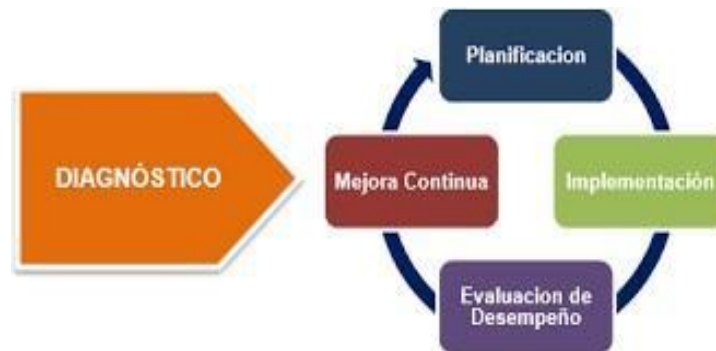 DIAGNÓSTICO
Planificacion
Mejora Continua
Implementación
Evaluacion de
Desempeño